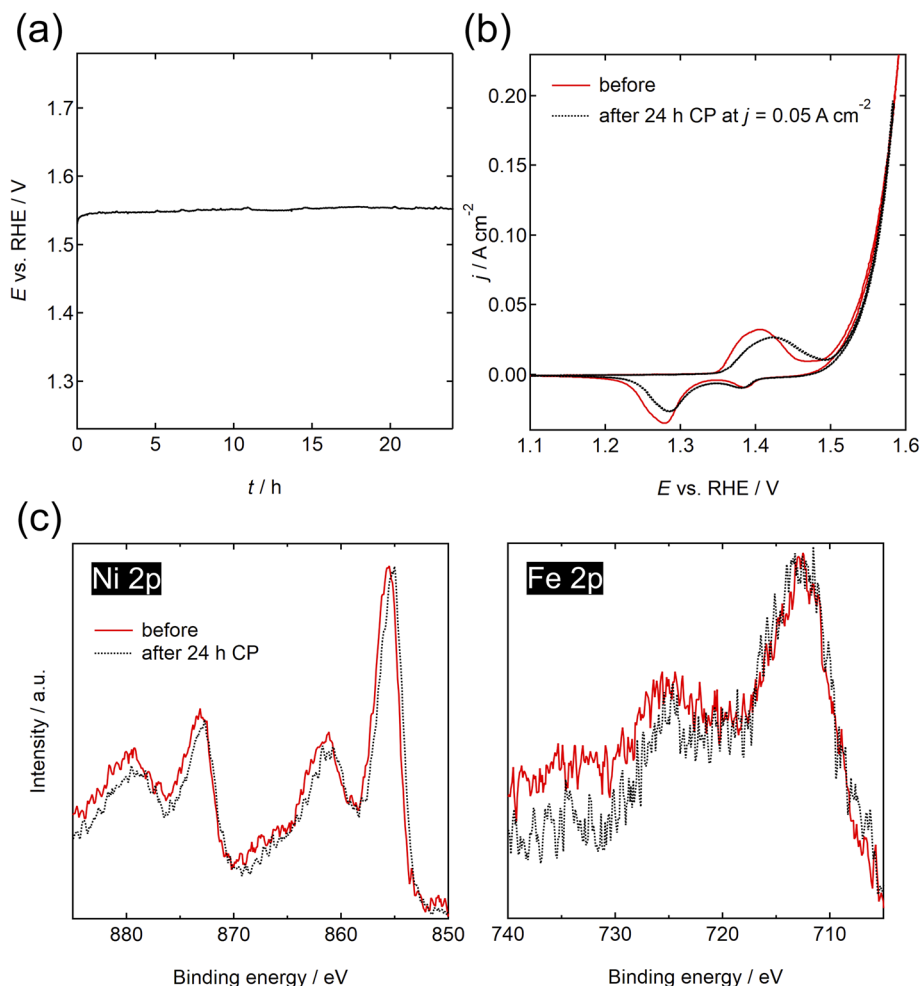 (a)
1.7
1.6
1.5
1.4
1.3
E vs. RHE / V
0
5
10
15
20
t / h
(b)
before
after 24 h CP at j = 0.05 A cm⁻²
0.20
0.15
0.10
0.05
0.00
j / A cm⁻²
1.1
1.2
1.3
1.4
1.5
1.6
E vs. RHE / V
(c)
Ni 2p
before
after 24 h CP
Intensity / a.u.
880
870
860
850
Binding energy / eV
Fe 2p
740
730
720
710
Binding energy / eV